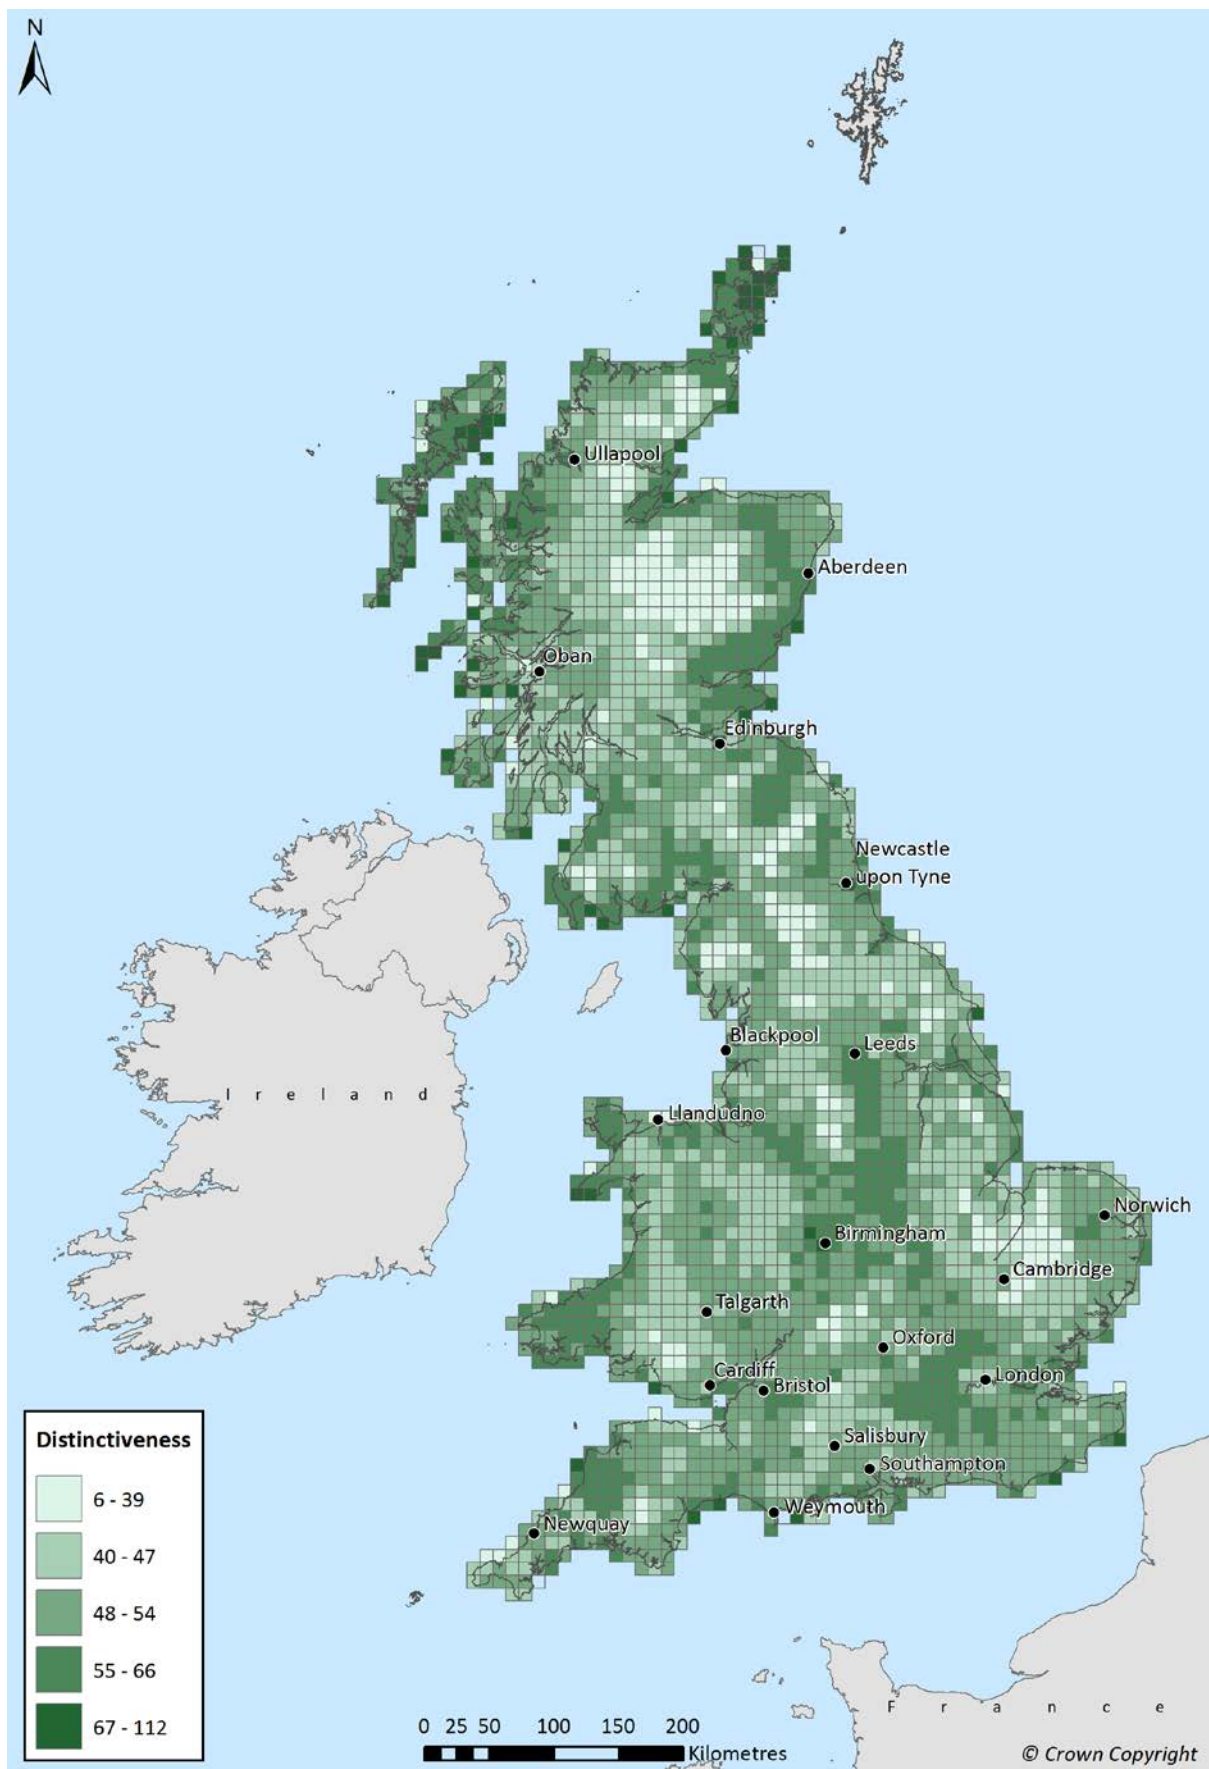 N
Ullapool
Aberdeen
Oban
Edinburgh
Newcastle
upon Tyne
Blackpool
Leeds
Ireland
Llandudno
Norwich
Birmingham
Cambridge
Talgarth
Oxford
Cardiff
London
Bristol
Distinctiveness
6 - 39
40 - 47
48 - 54
55 - 66
67 - 112
Salisbury
Southampton
Weymouth
Newquay
France
0 25 50 100 150 200
Kilometres
© Crown Copyright